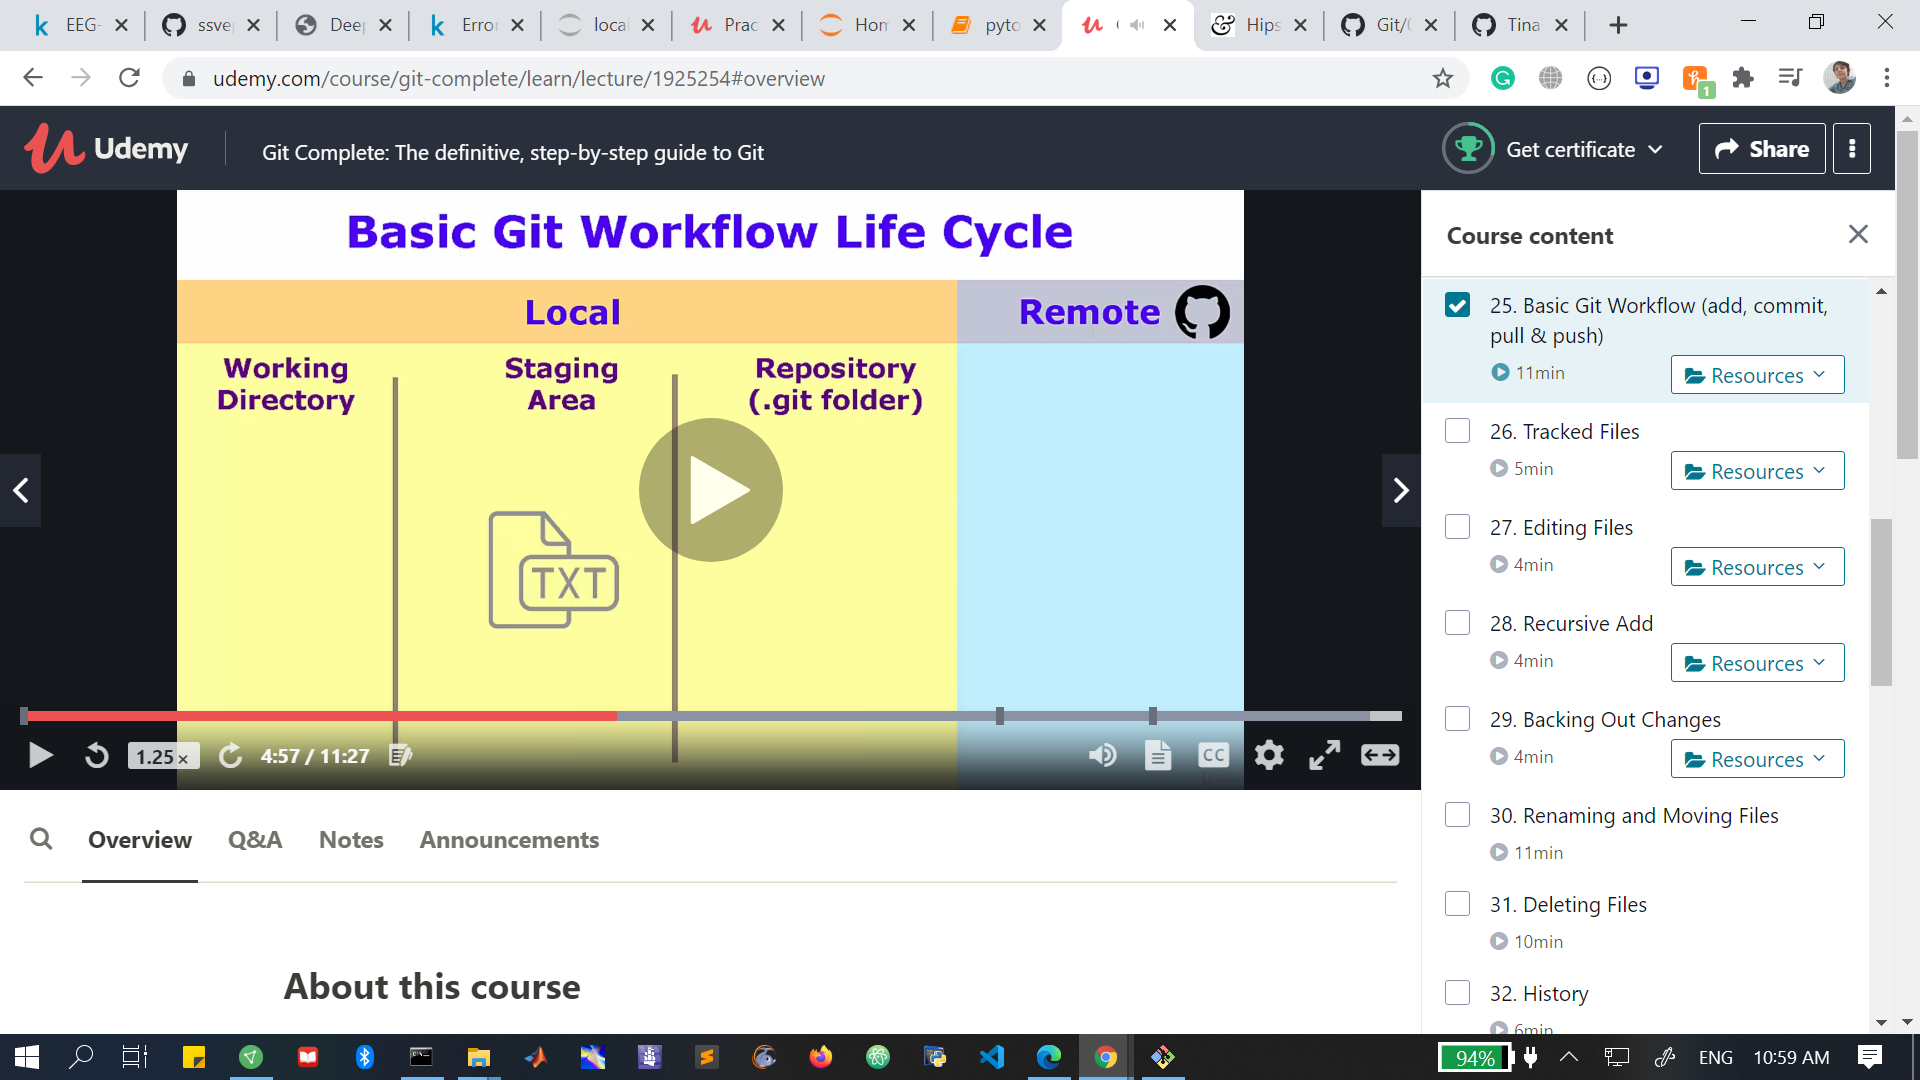 EEG-
ssve
Deep
Erro
local
Prac
Hom
pyto
Hips
Git/
Tina
udemy.com/course/git-complete/learn/lecture/1925254#overview
1
Udemy
Git Complete: The definitive, step-by-step guide to Git
Get certificate
Share
Basic Git Workflow Life Cycle
Local
Remote
Working
Directory
Staging
Area
Repository
(.git folder)
TXT
1.25×
4:57 / 11:27
CC
Course content
25. Basic Git Workflow (add, commit,
pull & push)
11min
Resources
26. Tracked Files
5min
Resources
27. Editing Files
4min
Resources
28. Recursive Add
4min
Resources
29. Backing Out Changes
4min
Resources
30. Renaming and Moving Files
11min
31. Deleting Files
10min
32. History
6min
Overview
Q&A
Notes
Announcements
About this course
94%
ENG
10:59 AM